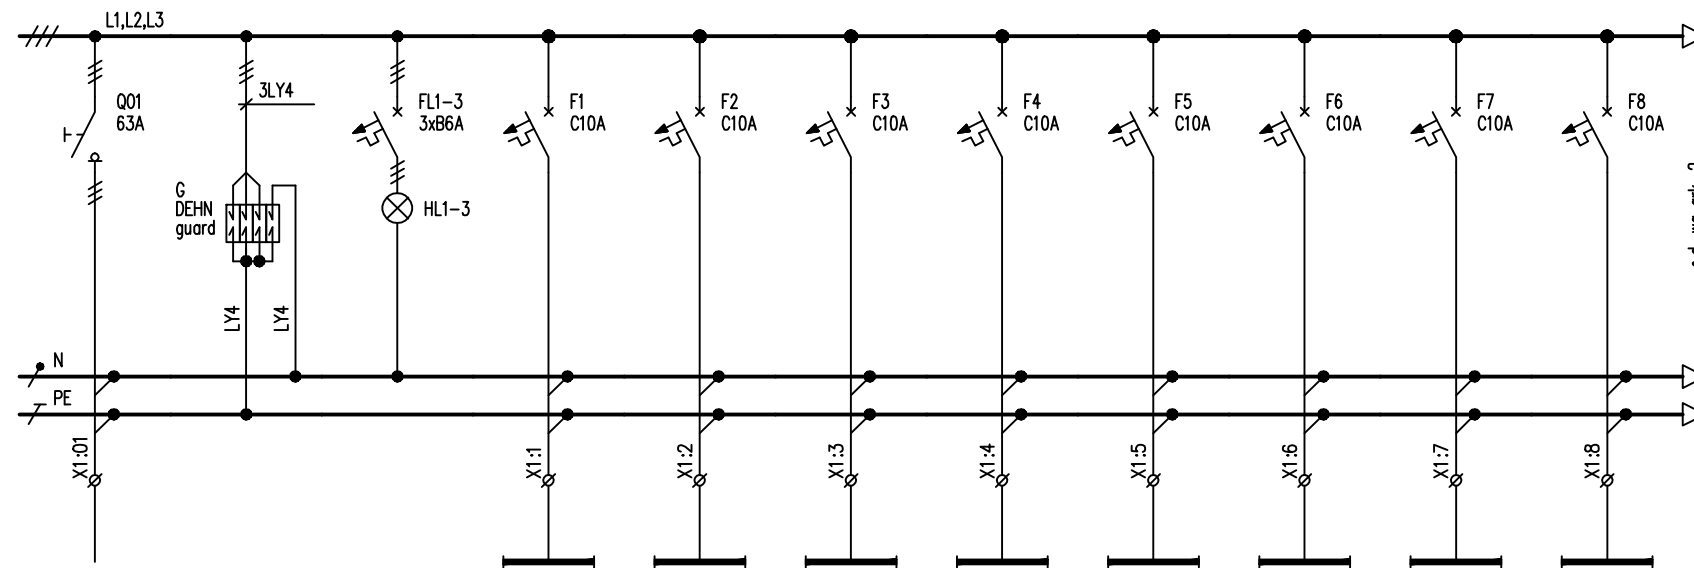 L1,L2,L3
Q01
63A
3LY4
FL1-3
3xB6A
F1
C10A
F2
C10A
F3
C10A
F4
C10A
F5
C10A
F6
C10A
F7
C10A
F8
C10A
G
DEHN
guard
HL1-3
LY4
LY4
N
PE
X1:01
X1:1
X1:2
X1:3
X1:4
X1:5
X1:6
X1:7
X1:8